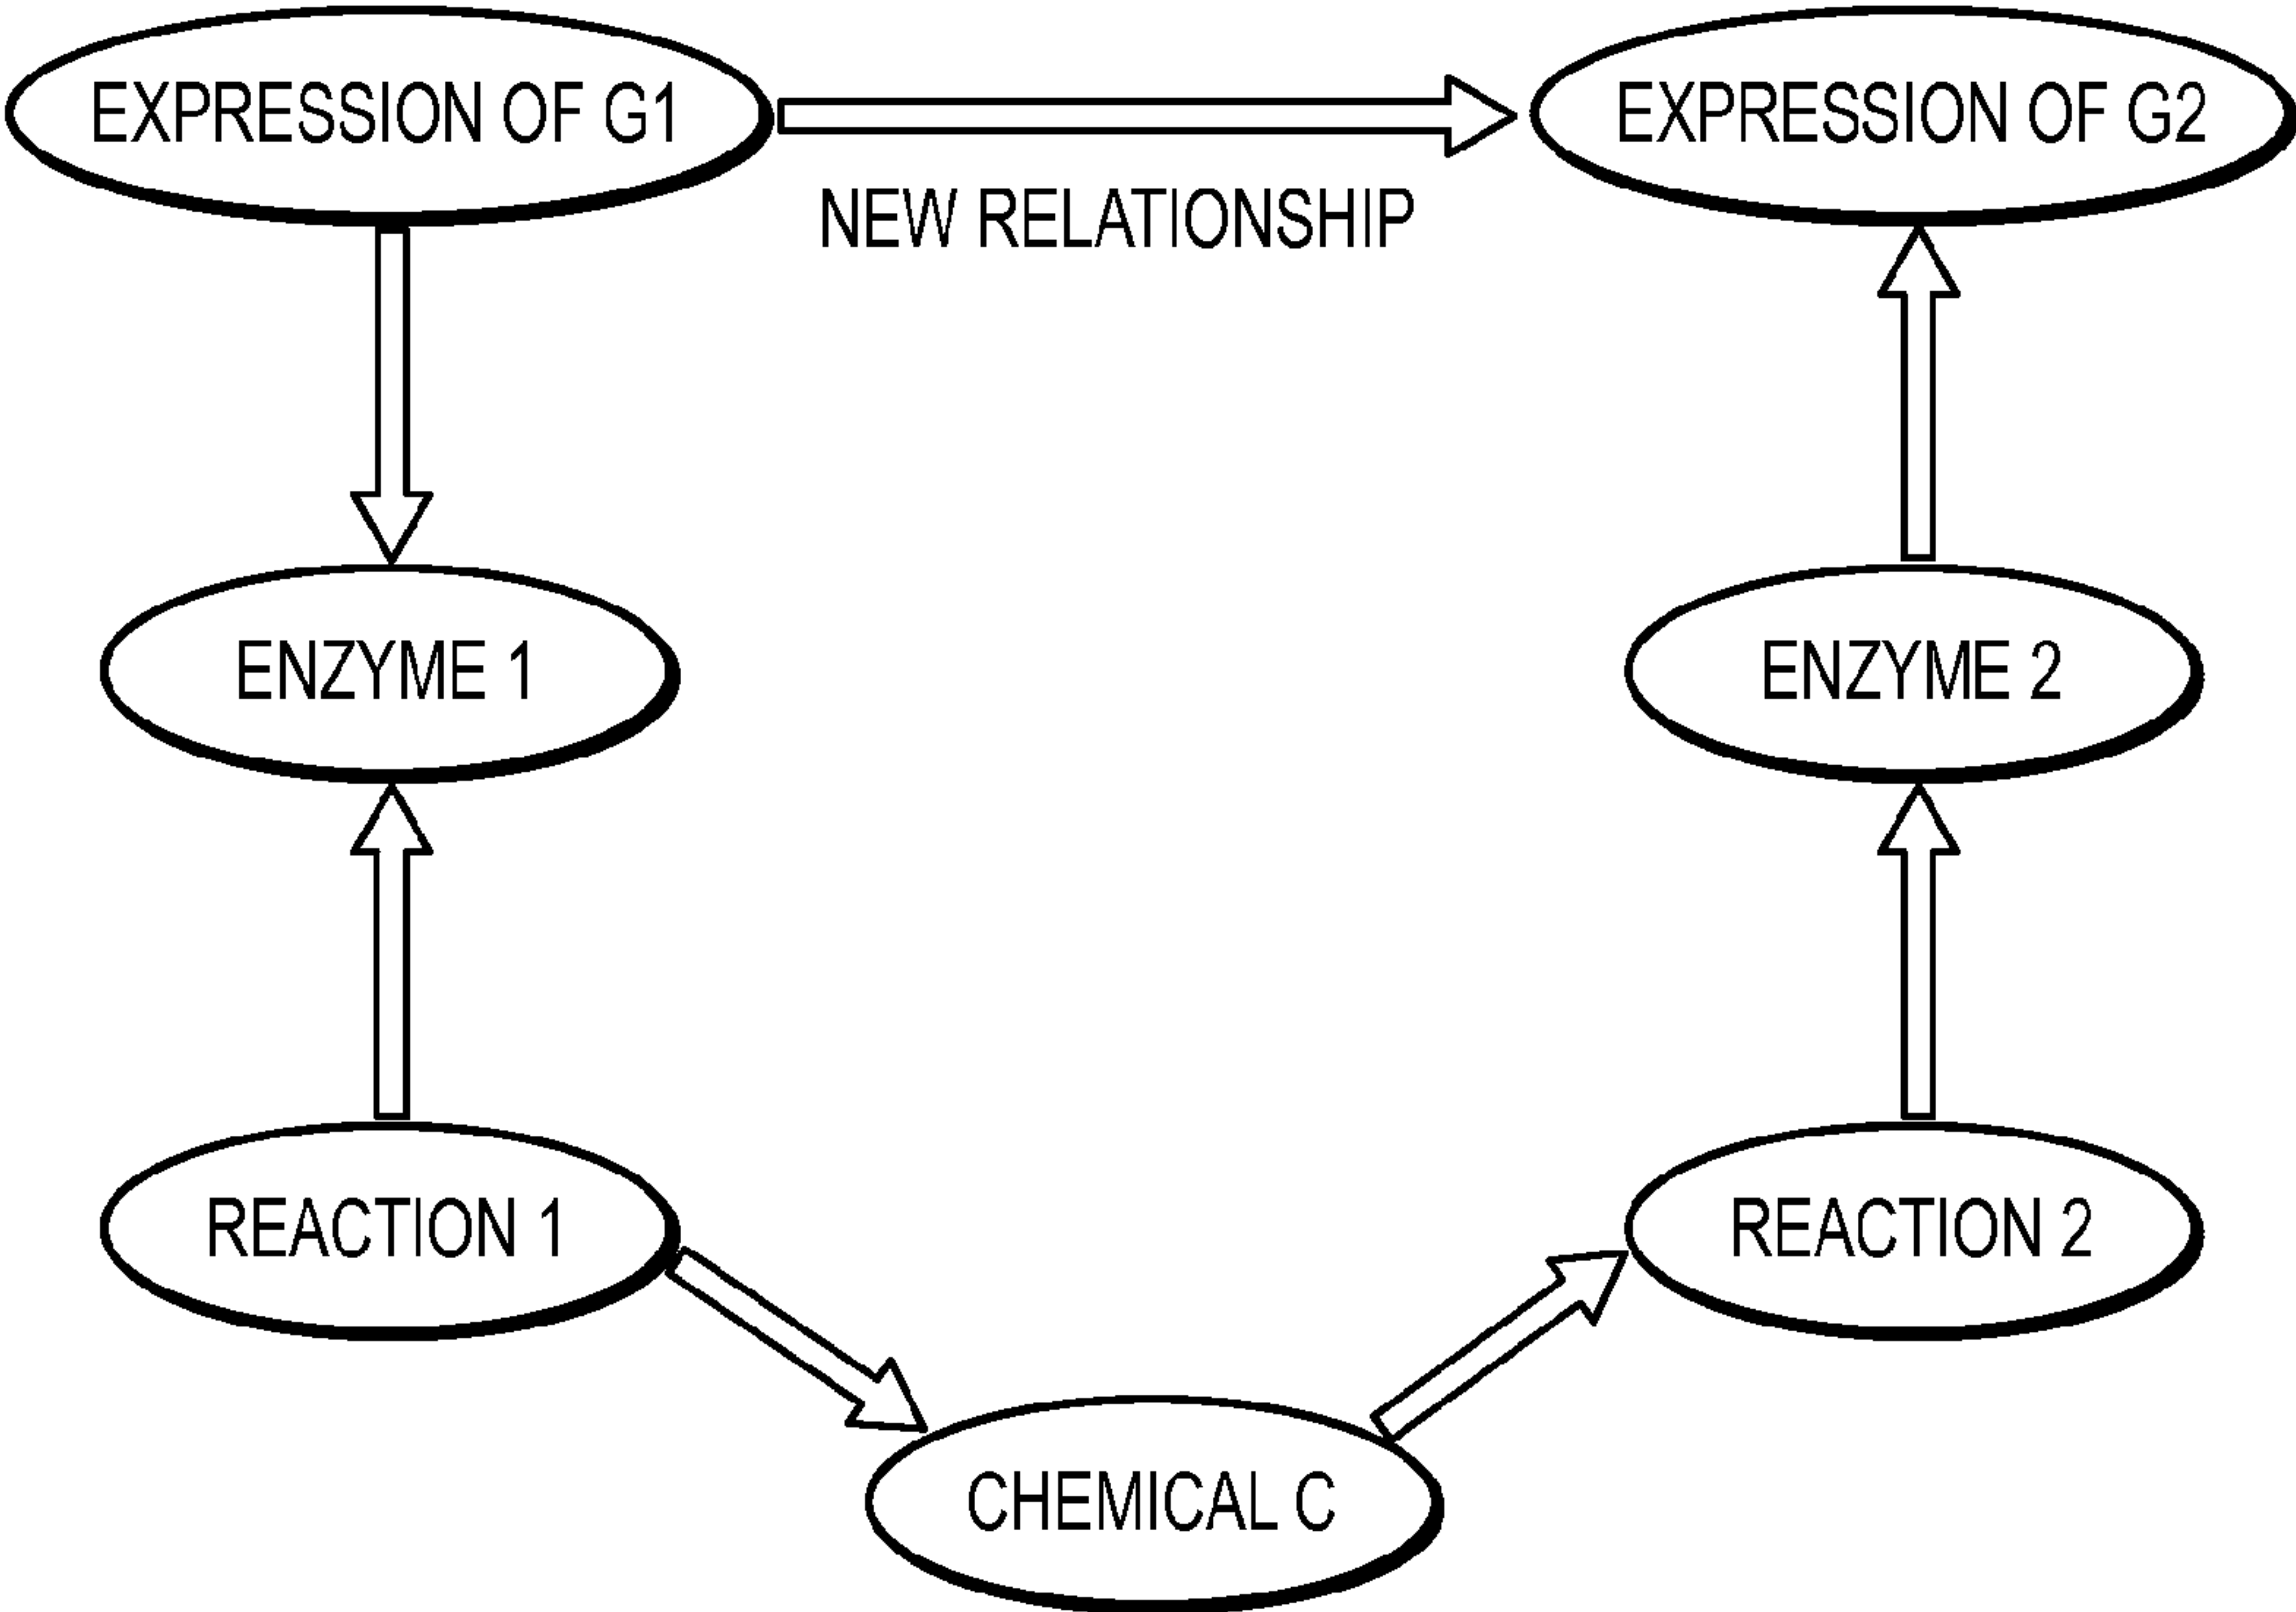 EXPRESSION OF G1
EXPRESSION OF G2
NEW RELATIONSHIP
ENZYME 1
ENZYME 2
REACTION 1
REACTION 2
CHEMICAL C